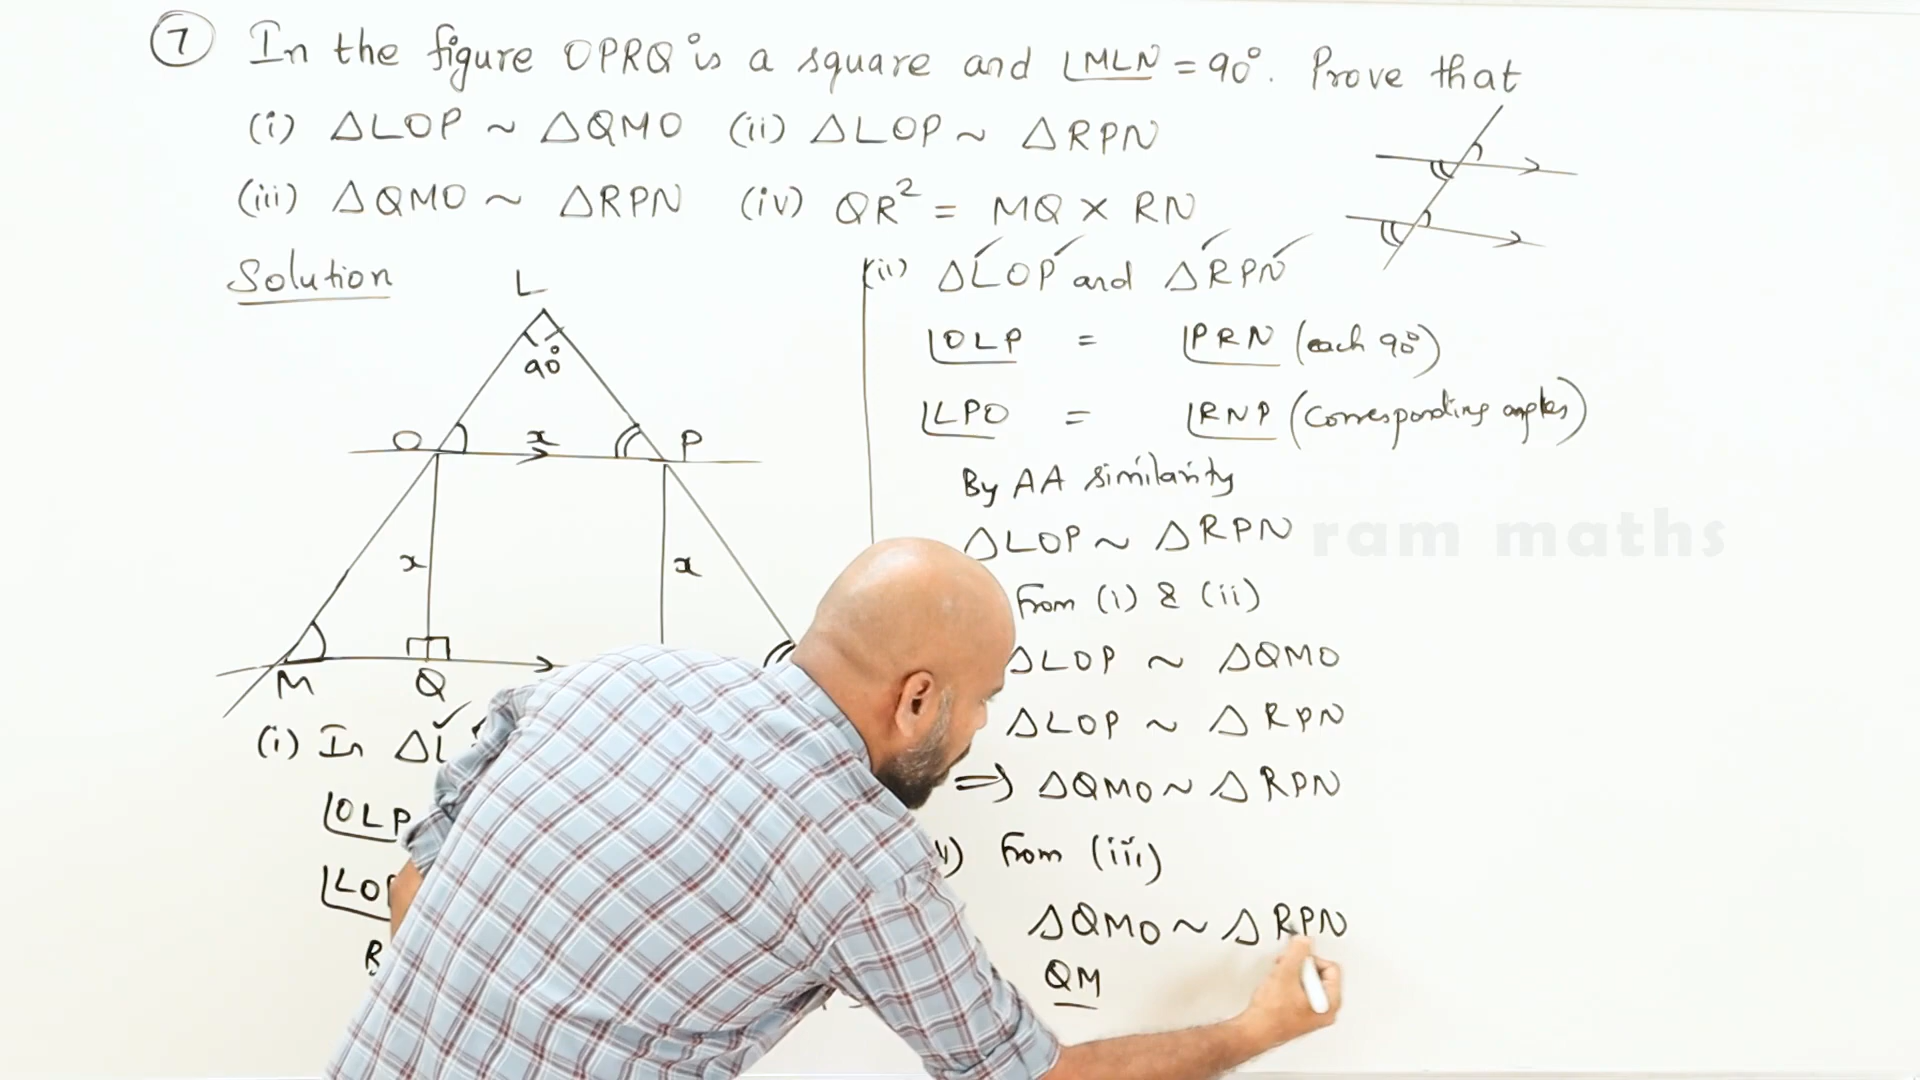 7 In the figure OPRQ is a square and ∠MLN = 90°. Prove that
(i) ΔLOP ~ ΔQMO (ii) ΔLOP ~ ΔRPN
(iii) ΔQMO ~ ΔRPN (iv) QR² = MQ × RN
Solution
L
90°
O x P
x x
M Q
(i) In ΔL
∠OLP
∠LO
(ii) ΔLOP and ΔRPN
∠OLP = ∠PRN (each 90°)
∠LPO = ∠RNP (Corresponding angles)
By AA similarity
ΔLOP ~ ΔRPN
ram maths
From (i) & (ii)
ΔLOP ~ ΔQMO
ΔLOP ~ ΔRPN
⇒ ΔQMO ~ ΔRPN
From (iii)
ΔQMO ~ ΔRPN
QM